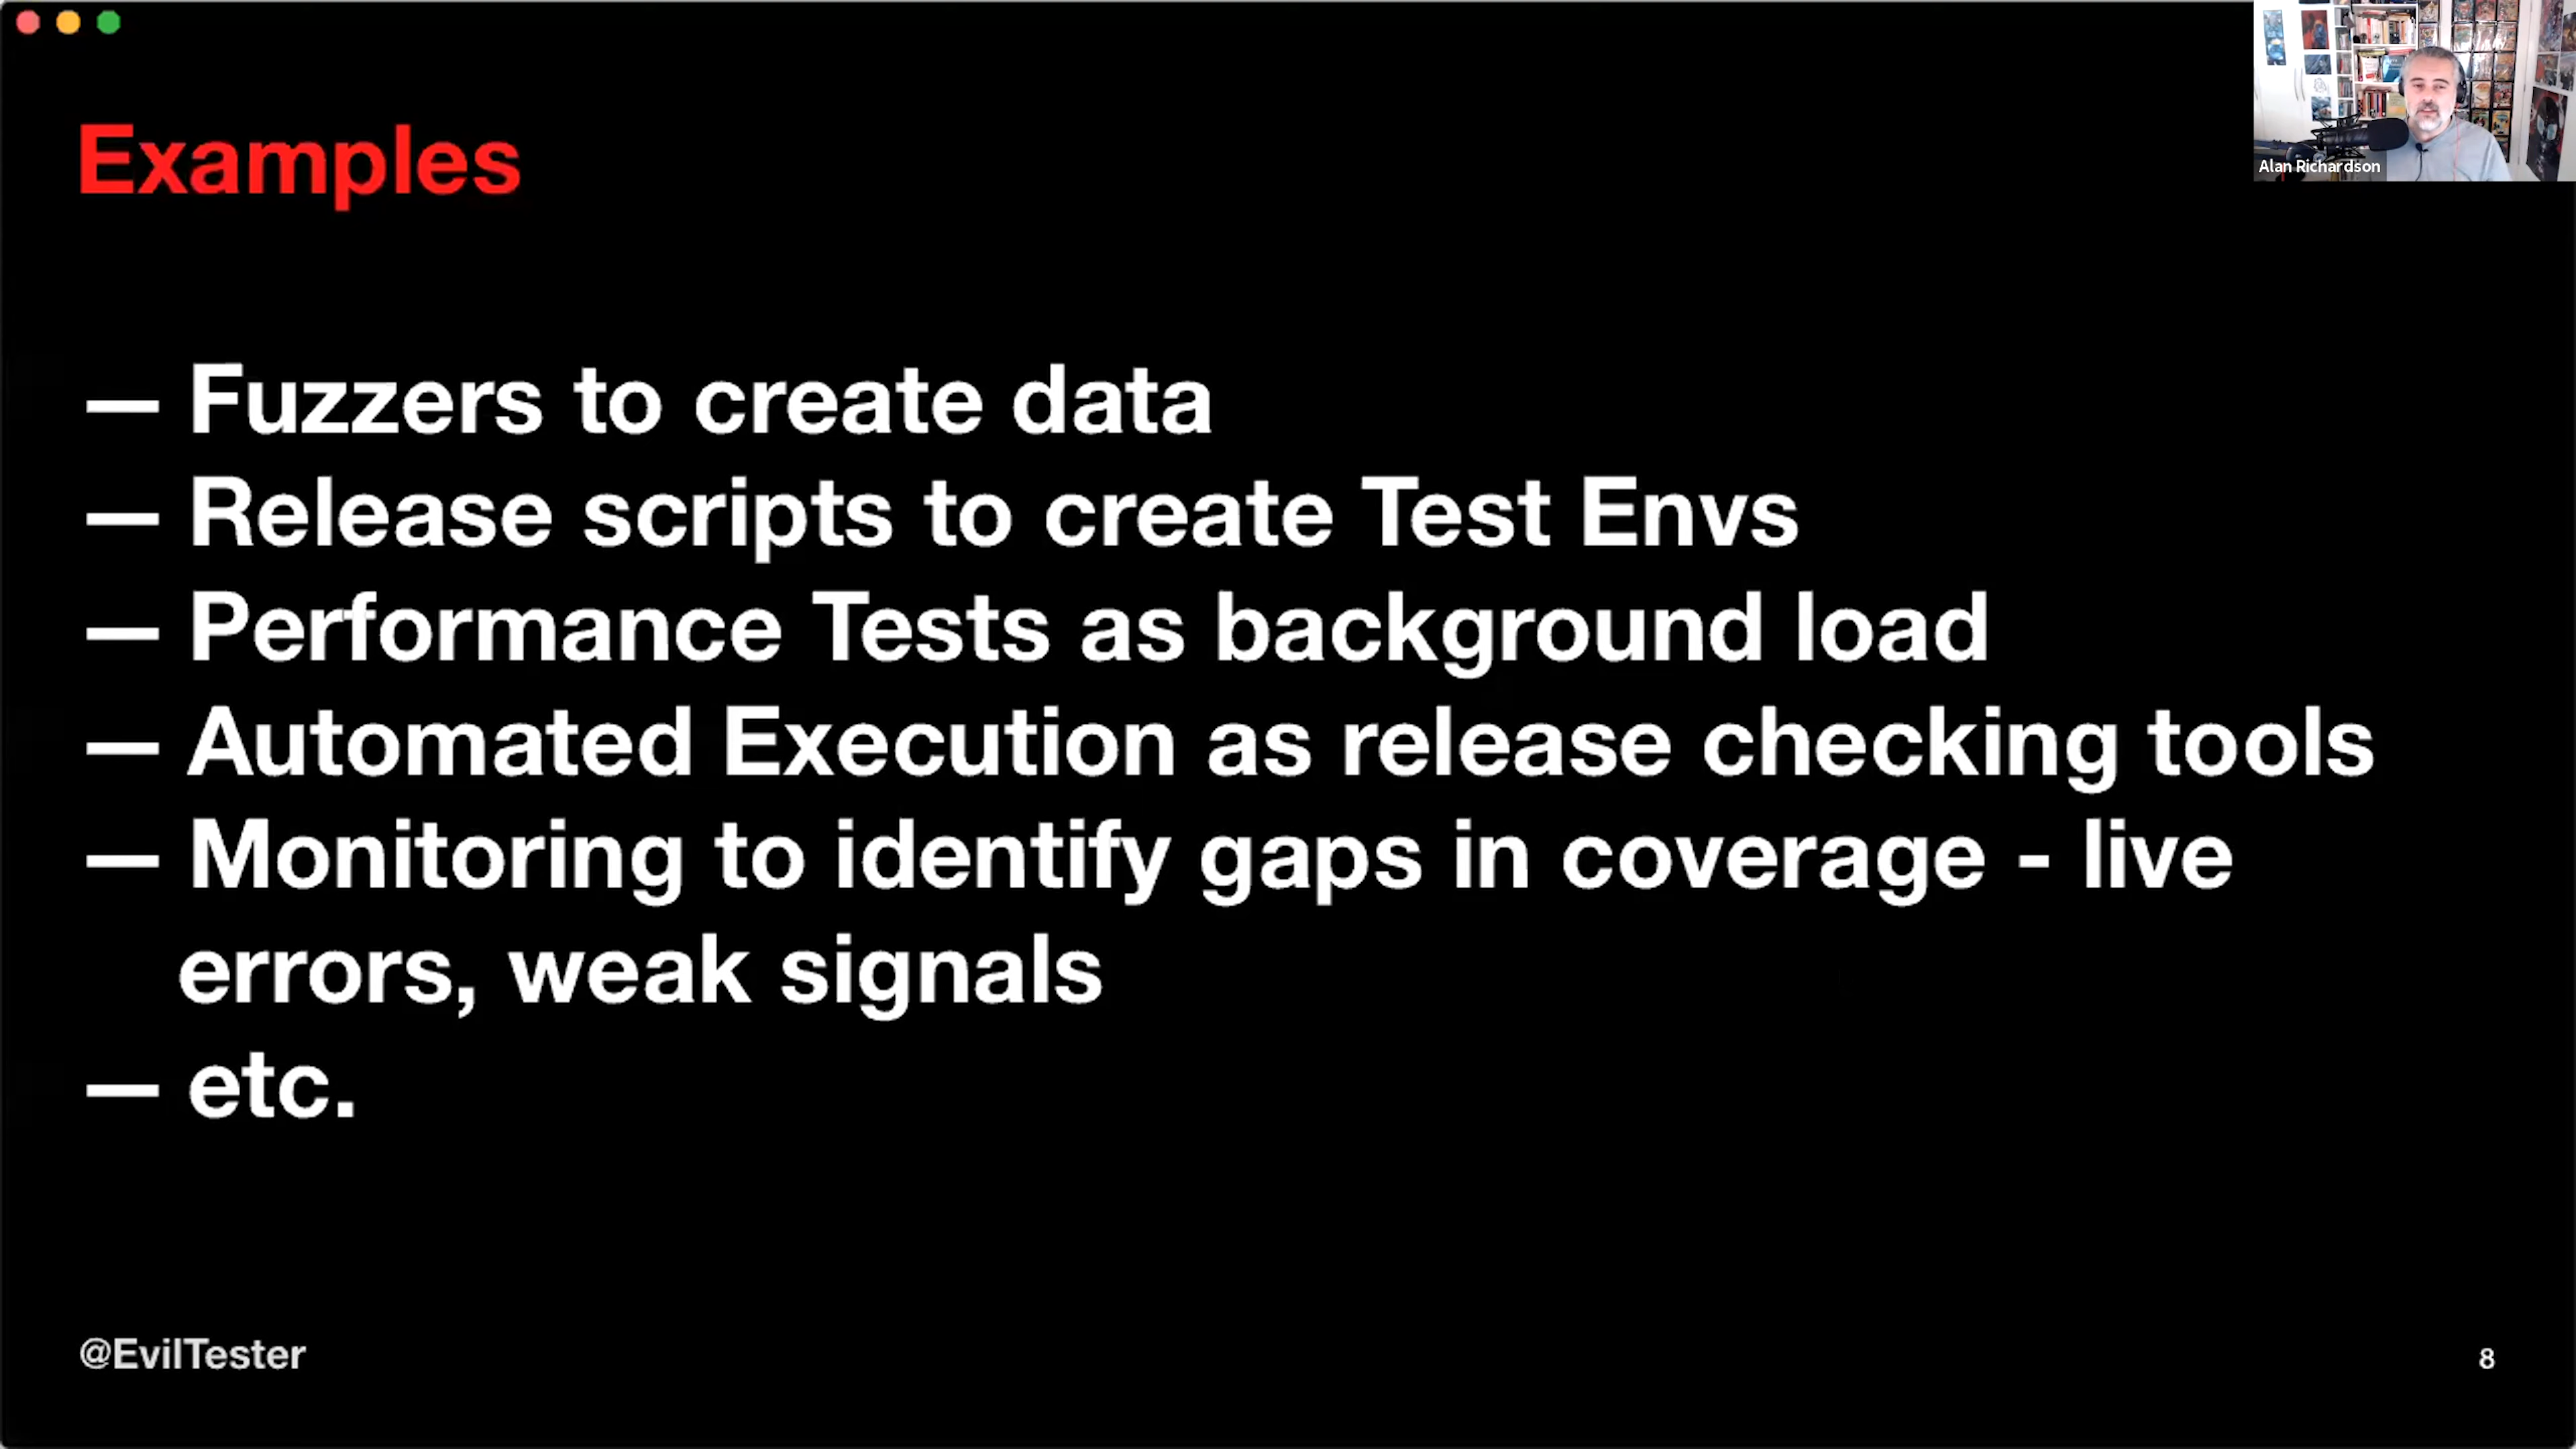 Alan Richardson
Examples
— Fuzzers to create data
— Release scripts to create Test Envs
— Performance Tests as background load
— Automated Execution as release checking tools
— Monitoring to identify gaps in coverage - live
errors, weak signals
— etc.
@EvilTester
8